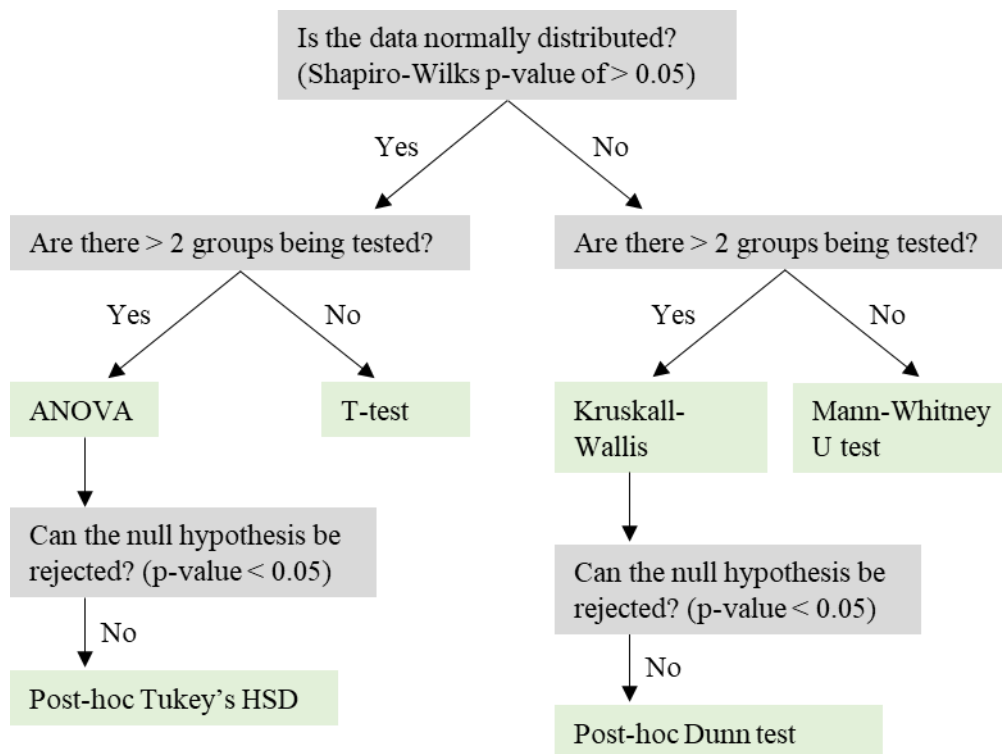 Is the data normally distributed?
(Shapiro-Wilks p-value of > 0.05)
Yes
No
Are there > 2 groups being tested?
Are there > 2 groups being tested?
Yes
No
Yes
No
ANOVA
T-test
Kruskall-
Wallis
Mann-Whitney
U test
Can the null hypothesis be
rejected? (p-value < 0.05)
Can the null hypothesis be
rejected? (p-value < 0.05)
No
No
Post-hoc Tukey’s HSD
Post-hoc Dunn test